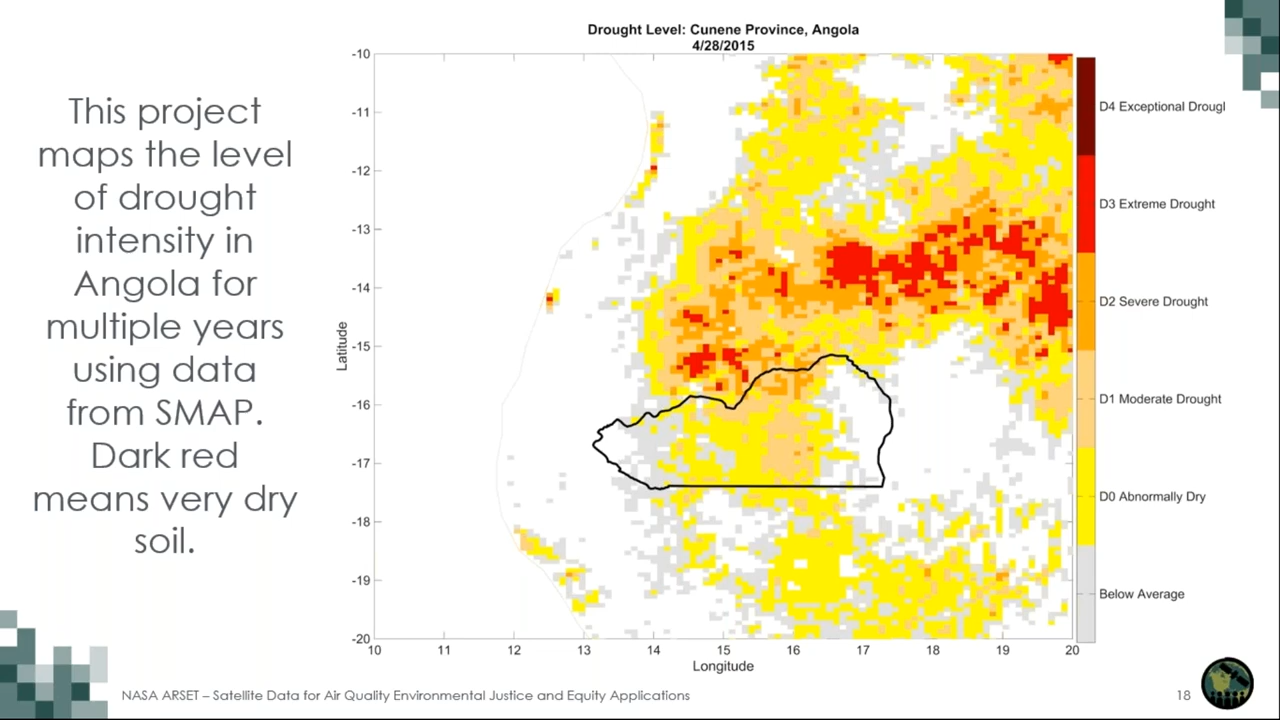 This project
maps the level
of drought
intensity in
Angola for
multiple years
using data
from SMAP.
Dark red
means very dry
soil.
Drought Level: Cunene Province, Angola
4/28/2015
-10
-11
-12
-13
-14
-15
-16
-17
-18
-19
-20
Latitude
10 11 12 13 14 15 16 17 18 19 20
Longitude
D4 Exceptional Drougl
D3 Extreme Drought
D2 Severe Drought
D1 Moderate Drought
D0 Abnormally Dry
Below Average
NASA ARSET – Satellite Data for Air Quality Environmental Justice and Equity Applications
18